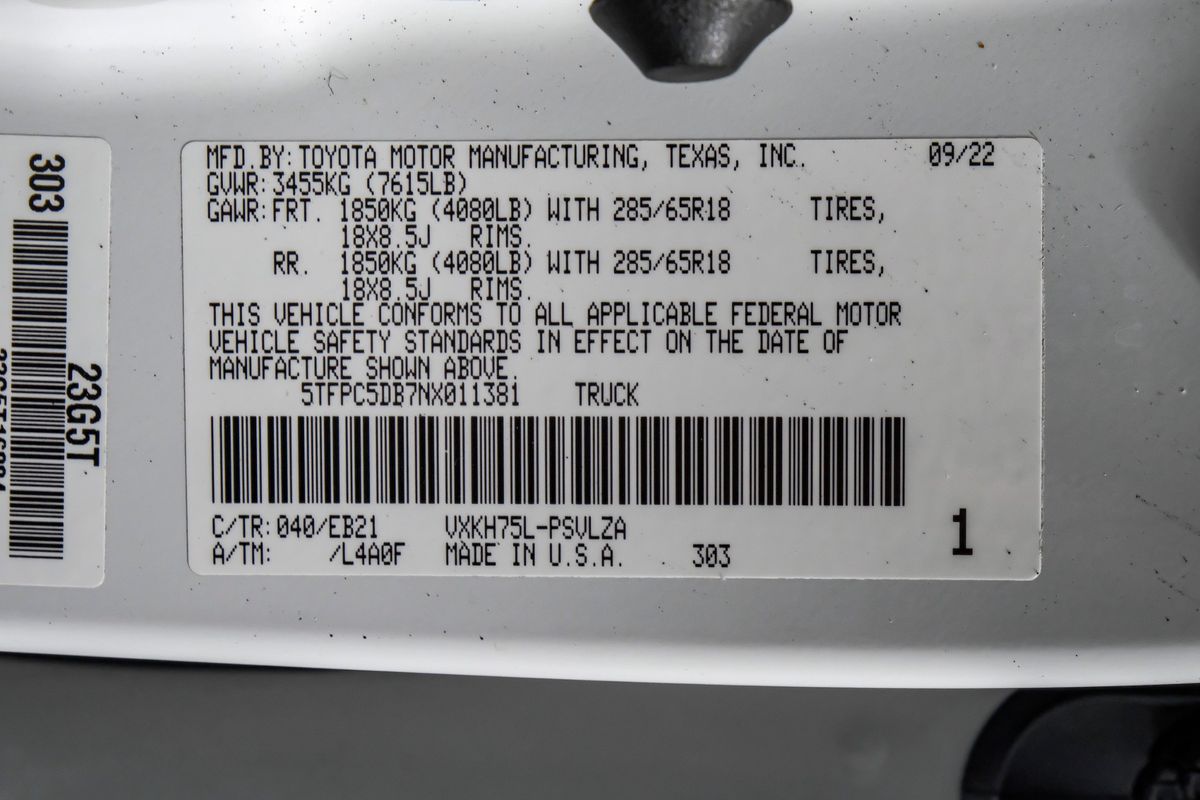 MFD.BY:TOYOTA MOTOR MANUFACTURING, TEXAS, INC. 09/22
GVWR:3455KG (7615LB)
GAWR:FRT. 1850KG (4080LB) WITH 285/65R18 TIRES,
18X8.5J RIMS.
RR. 1850KG (4080LB) WITH 285/65R18 TIRES,
18X8.5J RIMS.
THIS VEHICLE CONFORMS TO ALL APPLICABLE FEDERAL MOTOR
VEHICLE SAFETY STANDARDS IN EFFECT ON THE DATE OF
MANUFACTURE SHOWN ABOVE.
5TFPC5DB7NX011381 TRUCK
C/TR:040/EB21 VXKH75L-PSVLZA
A/TM: /L4A0F MADE IN U.S.A. 303
1
303
23G5T